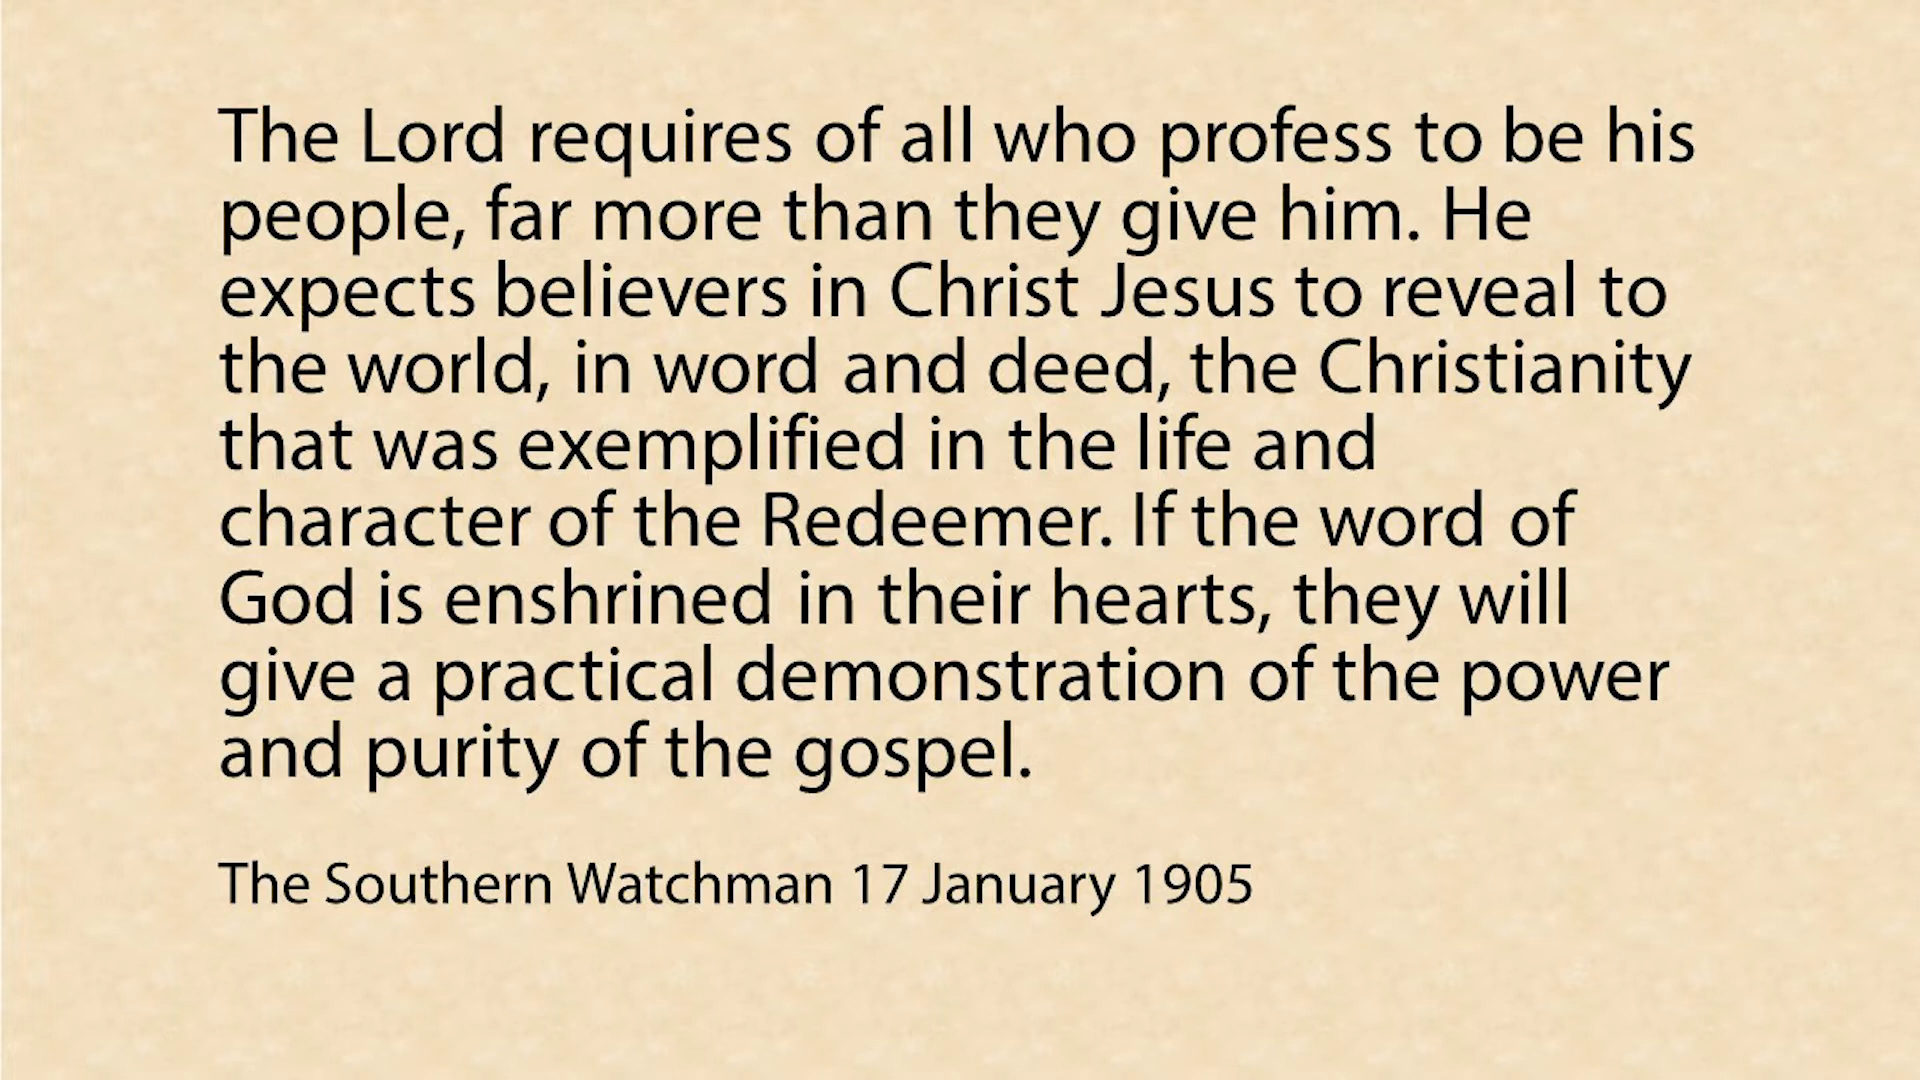 The Lord requires of all who profess to be his
people, far more than they give him. He
expects believers in Christ Jesus to reveal to
the world, in word and deed, the Christianity
that was exemplified in the life and
character of the Redeemer. If the word of
God is enshrined in their hearts, they will
give a practical demonstration of the power
and purity of the gospel.
The Southern Watchman 17 January 1905